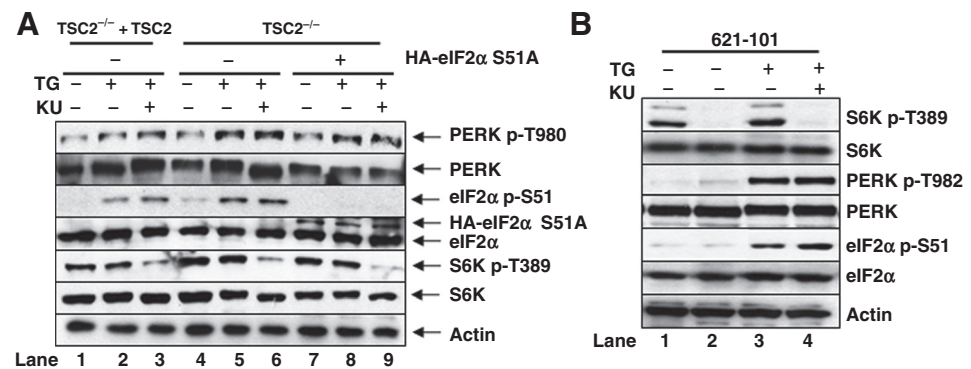 A
TSC2–/– + TSC2 TSC2–/–
– – + HA-eIF2α S51A
TG – + + – + + – + +
KU – – + – – + – – +
PERK p-T980
PERK
eIF2α p-S51
HA-eIF2α S51A
eIF2α
S6K p-T389
S6K
Actin
Lane 1 2 3 4 5 6 7 8 9
B
621-101
TG – – + +
KU – – – +
S6K p-T389
S6K
PERK p-T982
PERK
eIF2α p-S51
eIF2α
Actin
Lane 1 2 3 4